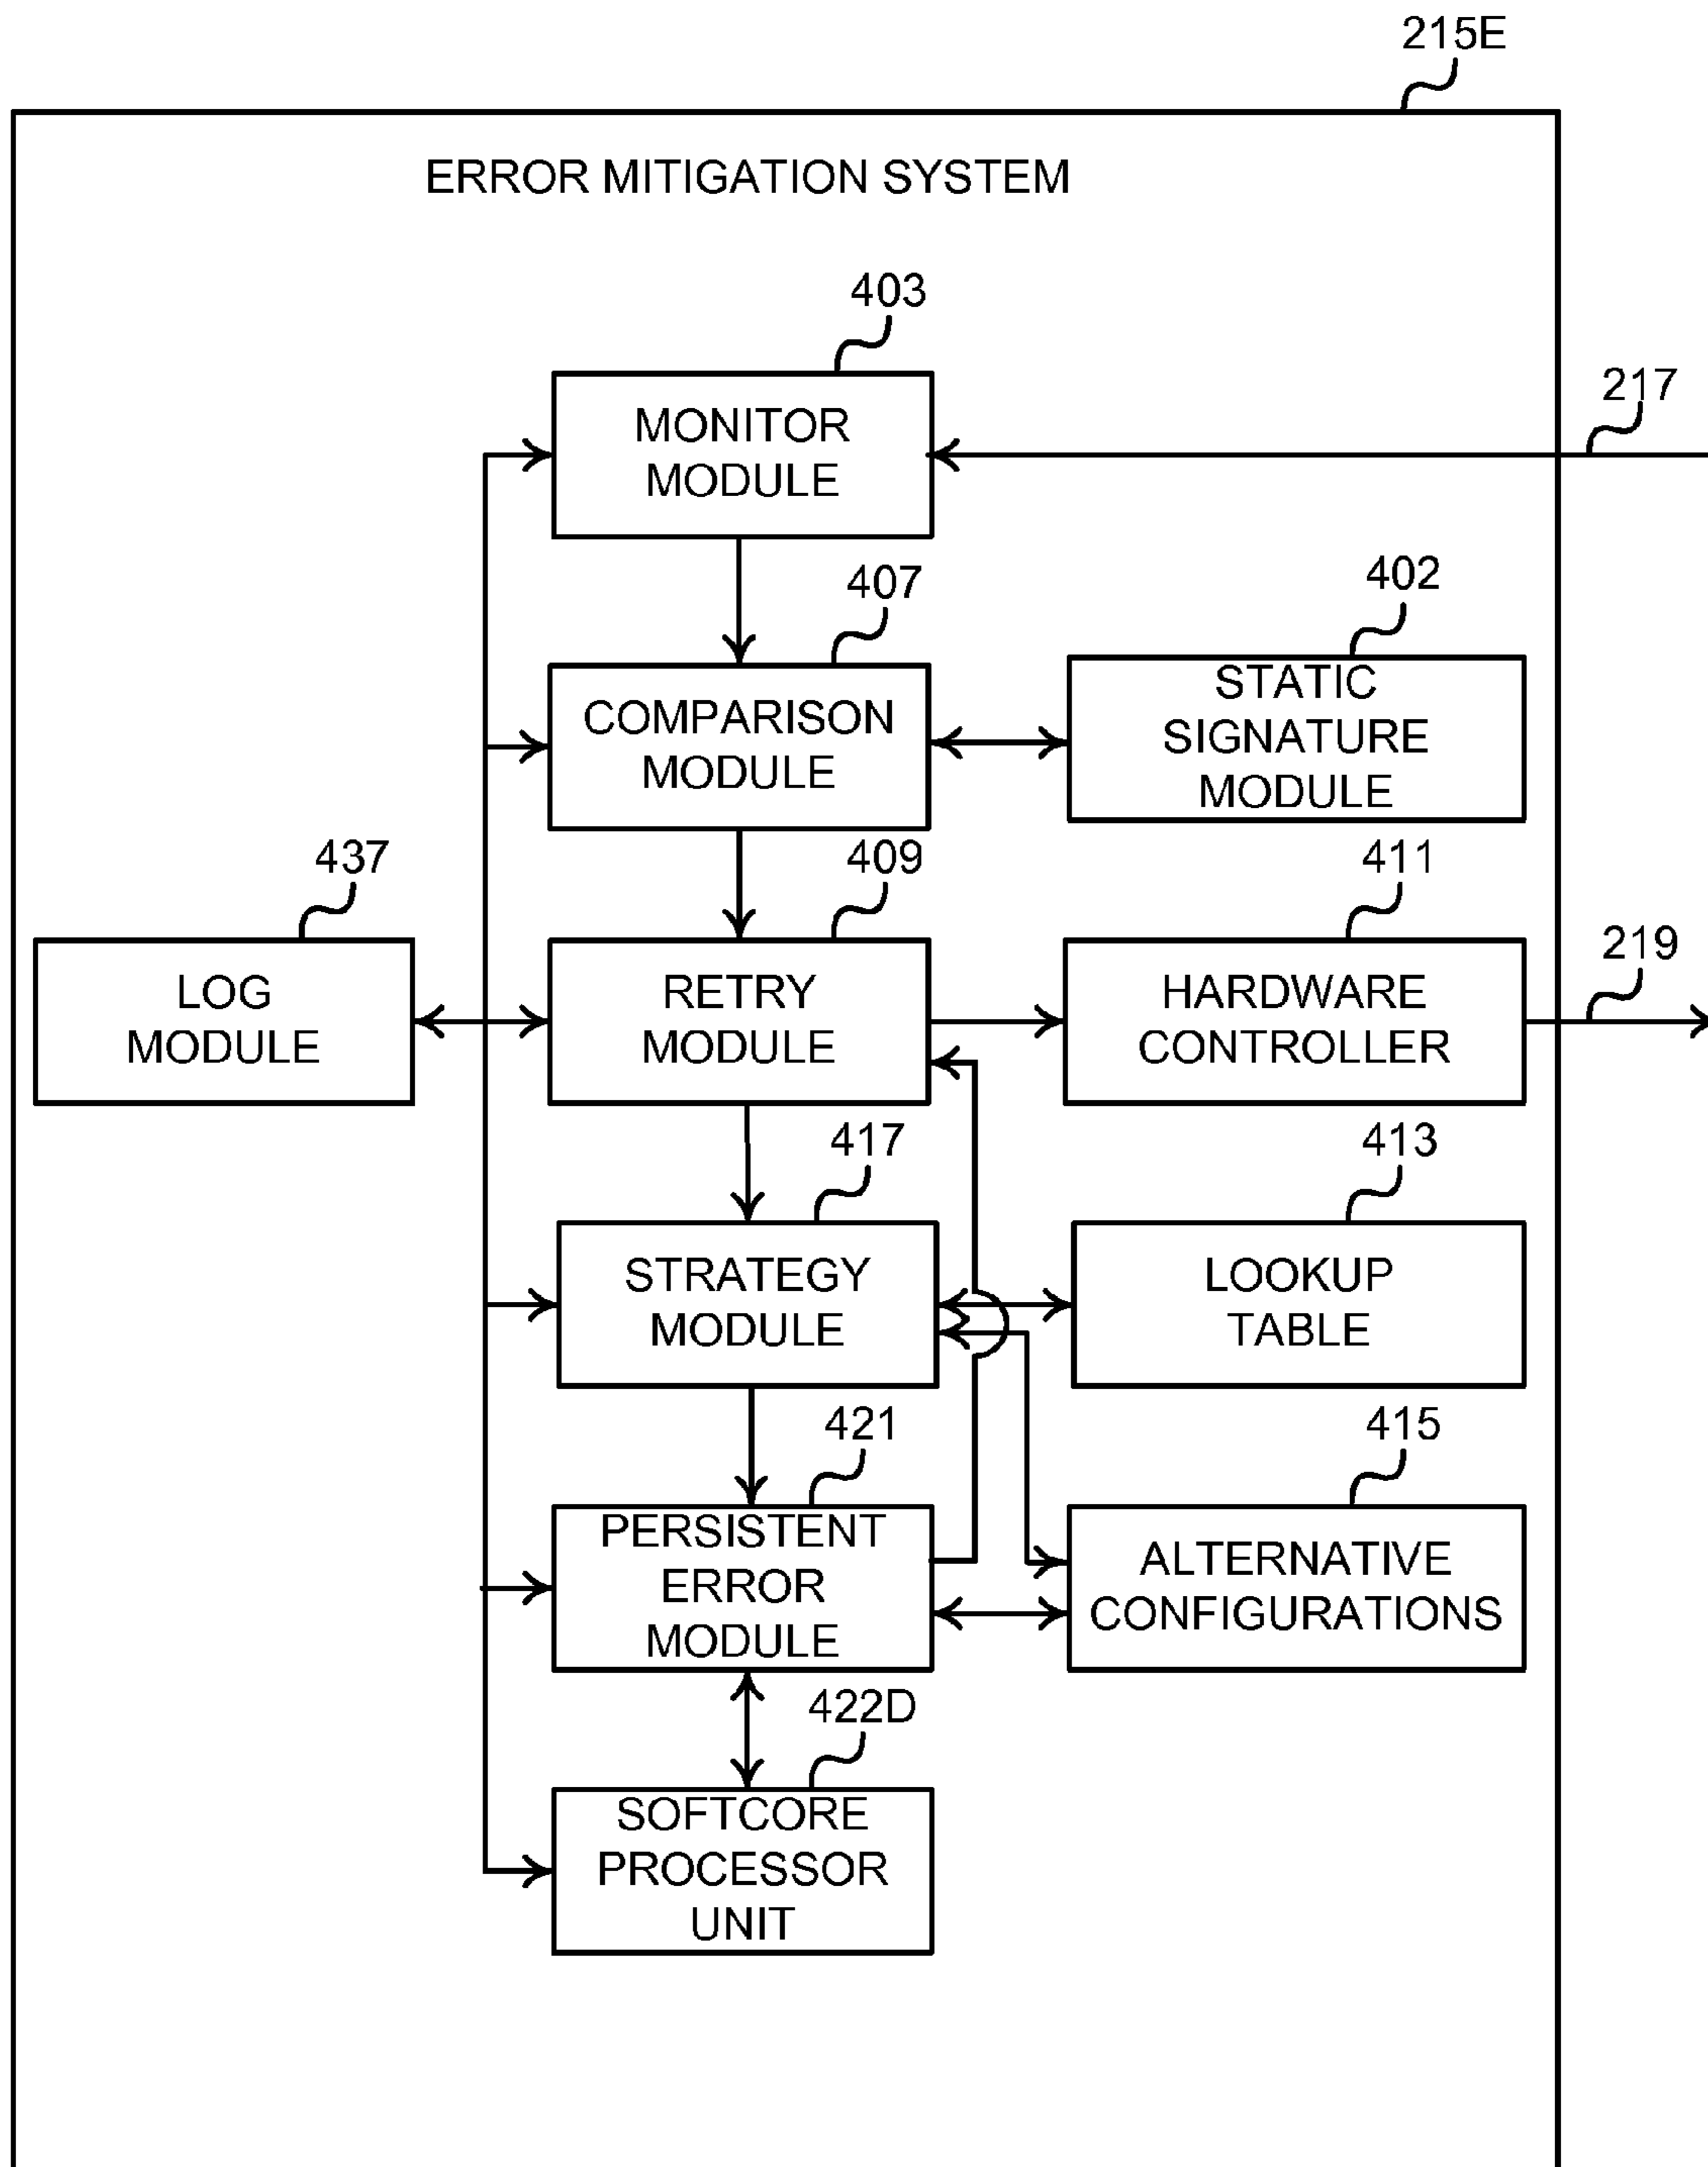 215E
ERROR MITIGATION SYSTEM
403
MONITOR
MODULE
217
407
COMPARISON
MODULE
402
STATIC
SIGNATURE
MODULE
437
LOG
MODULE
409
RETRY
MODULE
411
HARDWARE
CONTROLLER
219
417
STRATEGY
MODULE
413
LOOKUP
TABLE
421
PERSISTENT
ERROR
MODULE
415
ALTERNATIVE
CONFIGURATIONS
422D
SOFTCORE
PROCESSOR
UNIT